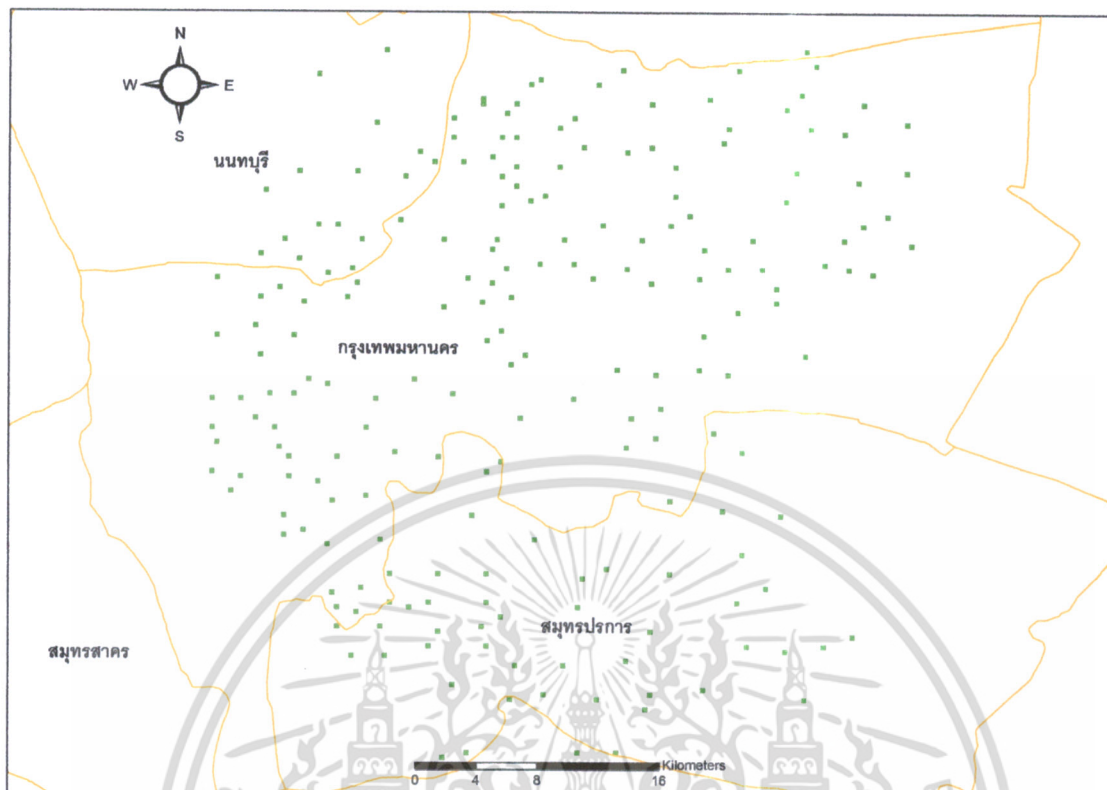 N
W E
S
นนทบุรี
กรุงเทพมหานคร
สมุทรปรการ
สมุทรสาคร
Kilometers
0 4 8 16